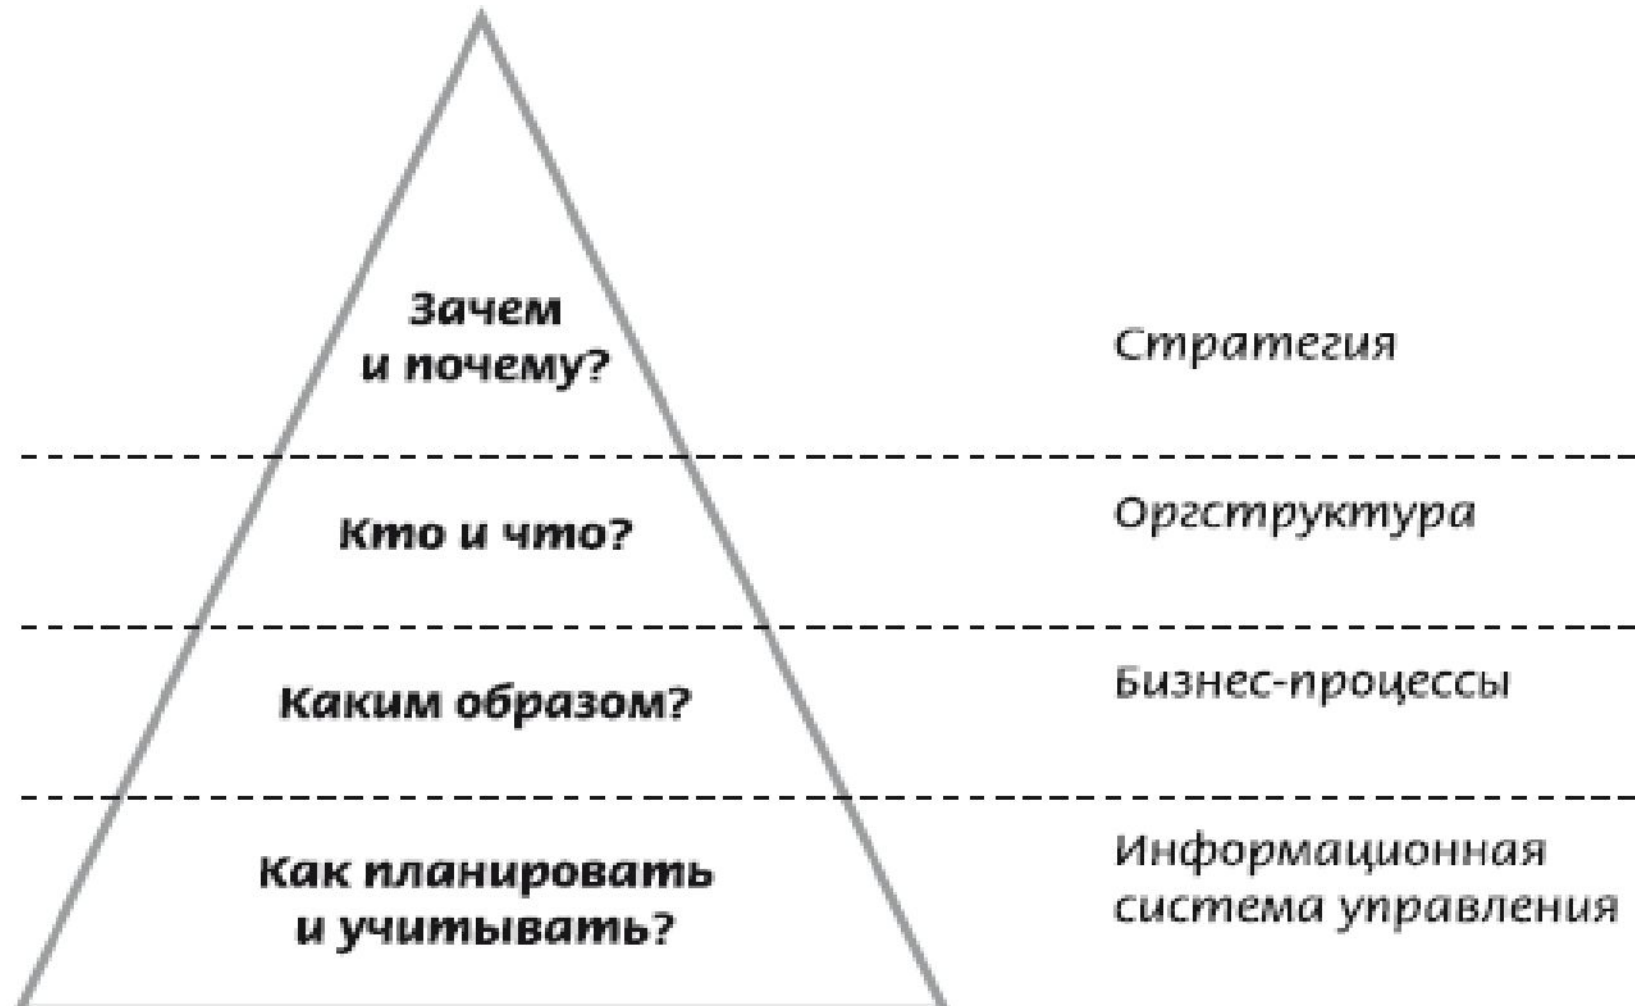 Зачем
и почему?
Стратегия
Кто и что?
Оргструктура
Каким образом?
Бизнес-процессы
Как планировать
и учитывать?
Информационная
система управления